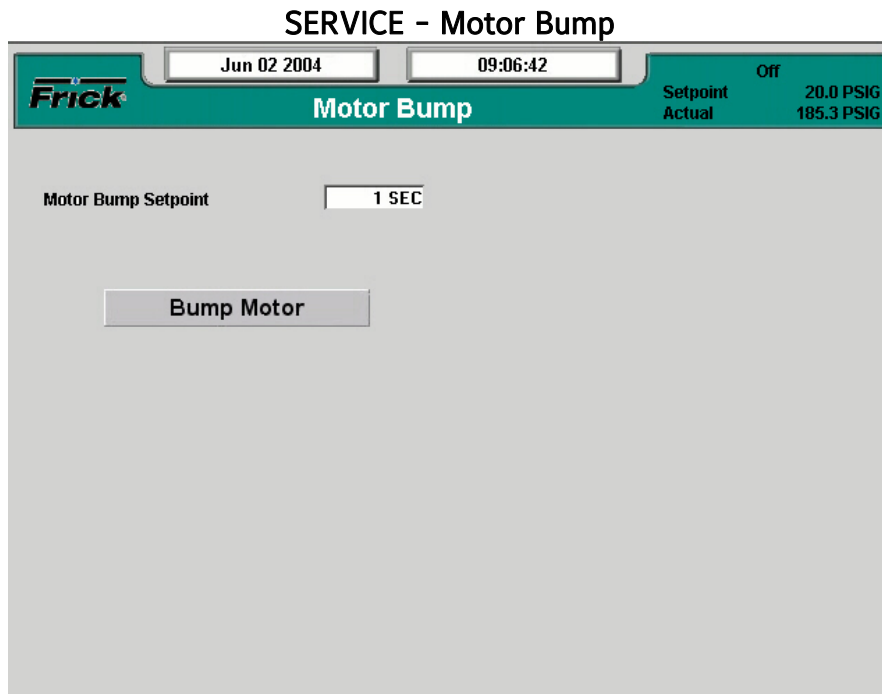 SERVICE - Motor Bump
Jun 02 2004
09:06:42
Off
Frick
Motor Bump
Setpoint 20.0 PSIG
Actual 185.3 PSIG
Motor Bump Setpoint 1 SEC
Bump Motor